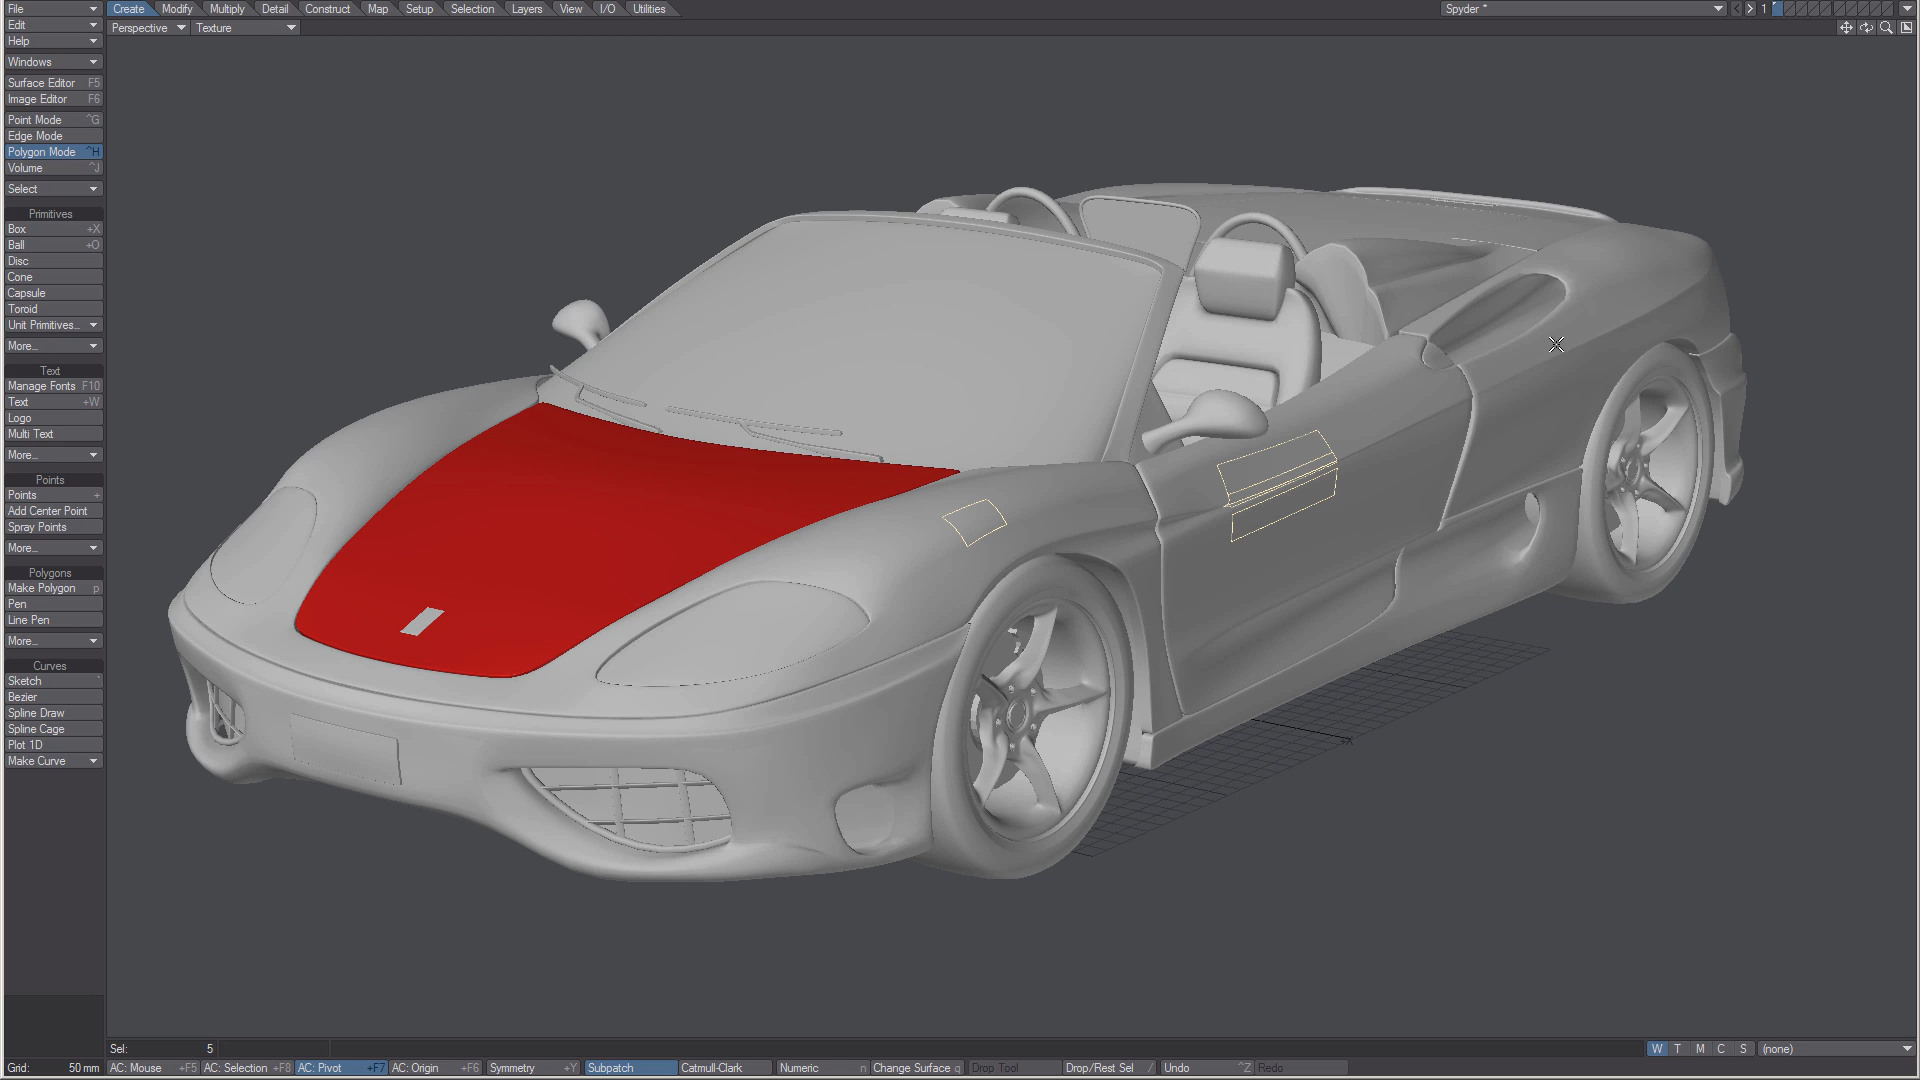 File
Create Modify Multiply Detail Construct Map Setup Selection Layers View I/O Utilities
Spyder * < > 1
Edit
Perspective Texture
Help
Windows
Surface Editor F5
Image Editor F6
Point Mode ^G
Edge Mode
Polygon Mode ^H
Volume ^J
Select
Primitives
Box +X
Ball +O
Disc
Cone
Capsule
Toroid
Unit Primitives...
More...
Text
Manage Fonts F10
Text +W
Logo
Multi Text
More...
Points
Points +
Add Center Point
Spray Points
More...
Polygons
Make Polygon p
Pen
Line Pen
More...
Curves
Sketch `
Bezier
Spline Draw
Spline Cage
Plot 1D
Make Curve
Sel: 5
W T M C S (none)
Grid: 50 mm AC: Mouse +F5 AC: Selection +F8 AC: Pivot +F7 AC: Origin +F6 Symmetry +Y Subpatch Catmull-Clark Numeric n Change Surface q Drop Tool Drop/Rest Sel / Undo ^Z Redo